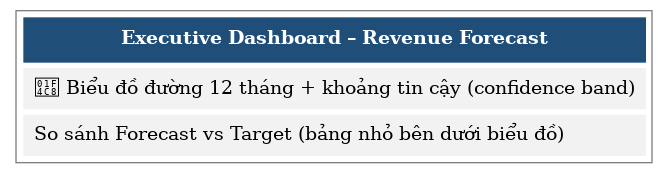 Executive Dashboard – Revenue Forecast
📈 Biểu đồ đường 12 tháng + khoảng tin cậy (confidence band)
So sánh Forecast vs Target (bảng nhỏ bên dưới biểu đồ)